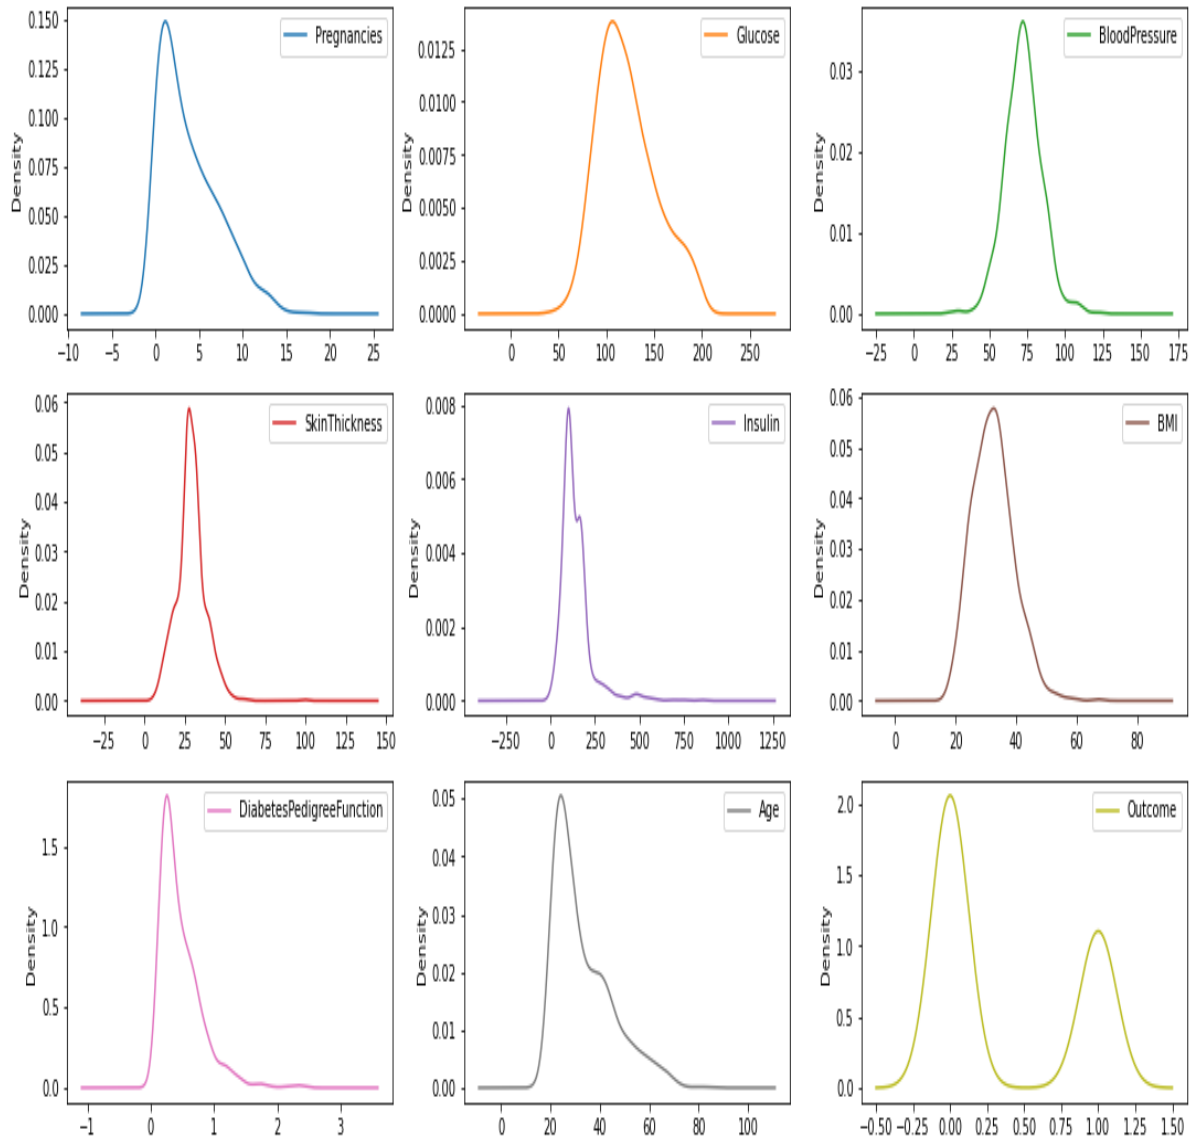 Pregnancies
Density
0.150
0.125
0.100
0.075
0.050
0.025
0.000
−10 −5 0 5 10 15 20 25
Glucose
Density
0.0125
0.0100
0.0075
0.0050
0.0025
0.0000
0 50 100 150 200 250
BloodPressure
Density
0.03
0.02
0.01
0.00
−25 0 25 50 75 100 125 150 175
SkinThickness
Density
0.06
0.05
0.04
0.03
0.02
0.01
0.00
−25 0 25 50 75 100 125 150
Insulin
Density
0.008
0.006
0.004
0.002
0.000
−250 0 250 500 750 1000 1250
BMI
Density
0.06
0.05
0.04
0.03
0.02
0.01
0.00
0 20 40 60 80
DiabetesPedigreeFunction
Density
1.5
1.0
0.5
0.0
−1 0 1 2 3
Age
Density
0.05
0.04
0.03
0.02
0.01
0.00
0 20 40 60 80 100
Outcome
Density
2.0
1.5
1.0
0.5
0.0
−0.50 −0.25 0.00 0.25 0.50 0.75 1.00 1.25 1.50